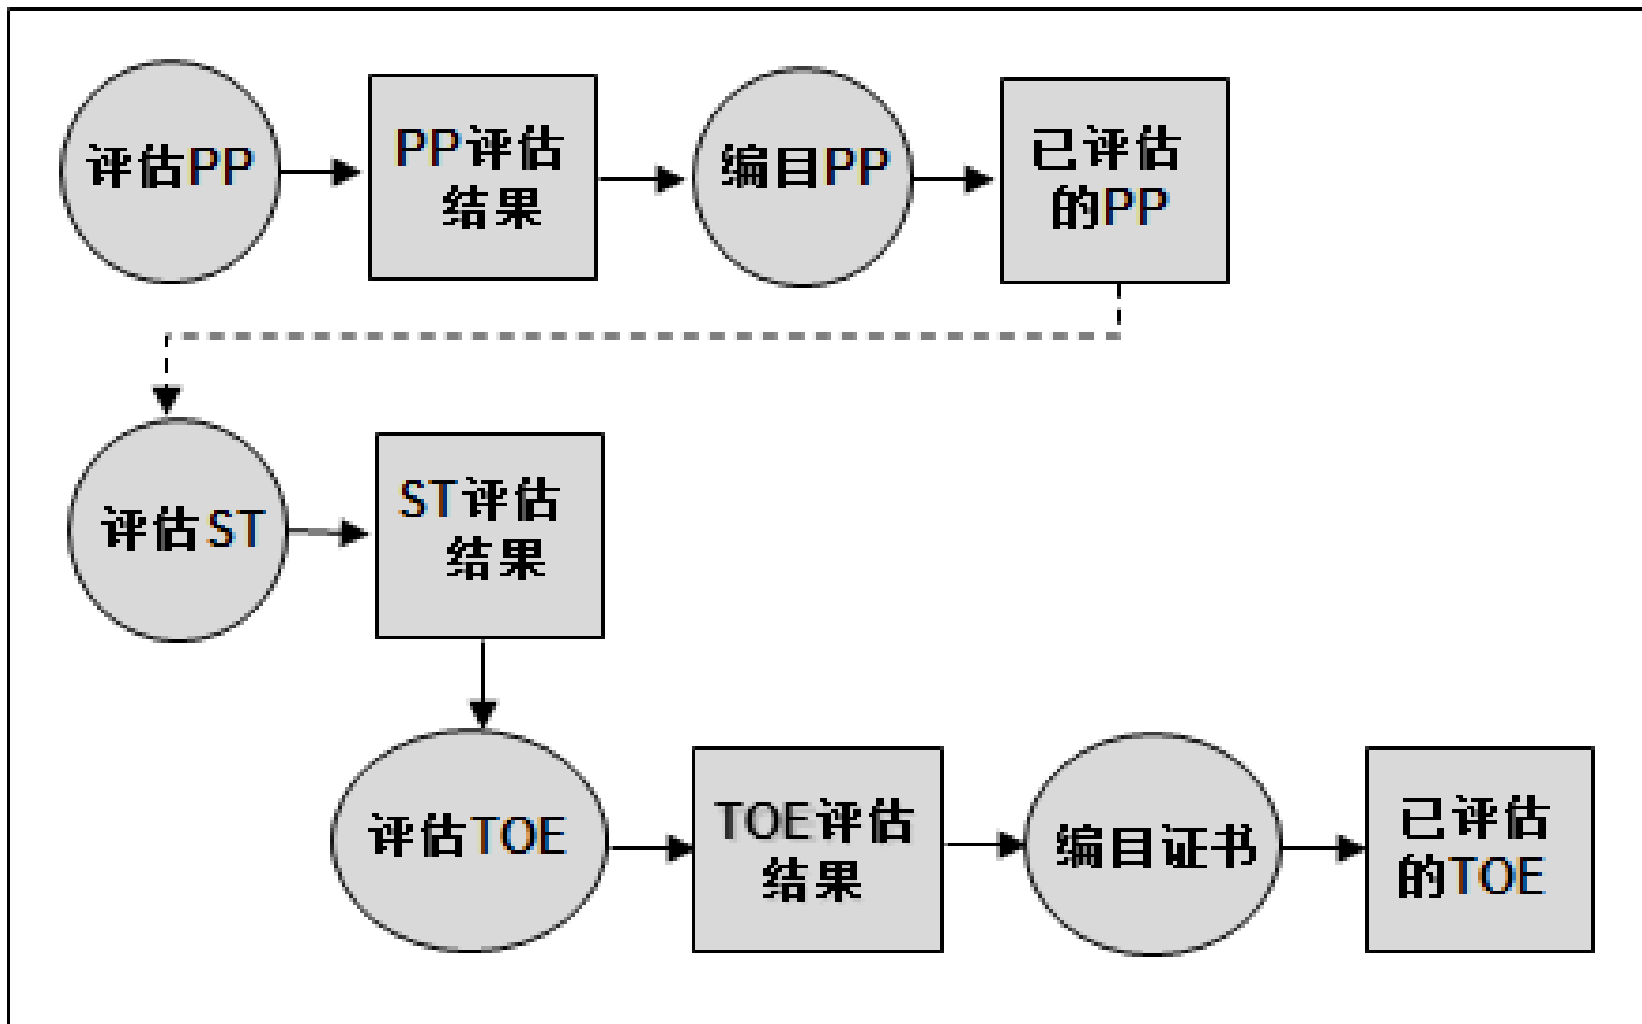 评估PP
PP评估
结果
编目PP
已评估
的PP
评估ST
ST评估
结果
评估TOE
TOE评估
结果
编目证书
已评估
的TOE